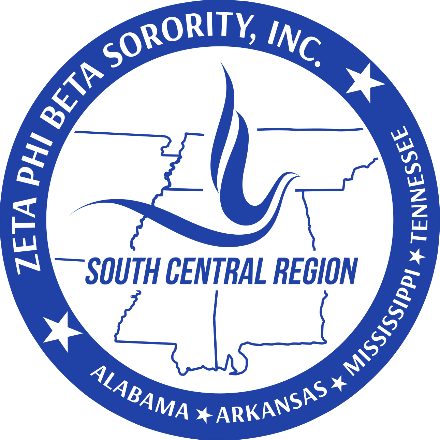 ZETA PHI BETA SORORITY, INC.
SOUTH CENTRAL REGION
ALABAMA ★ ARKANSAS ★ MISSISSIPPI ★ TENNESSEE